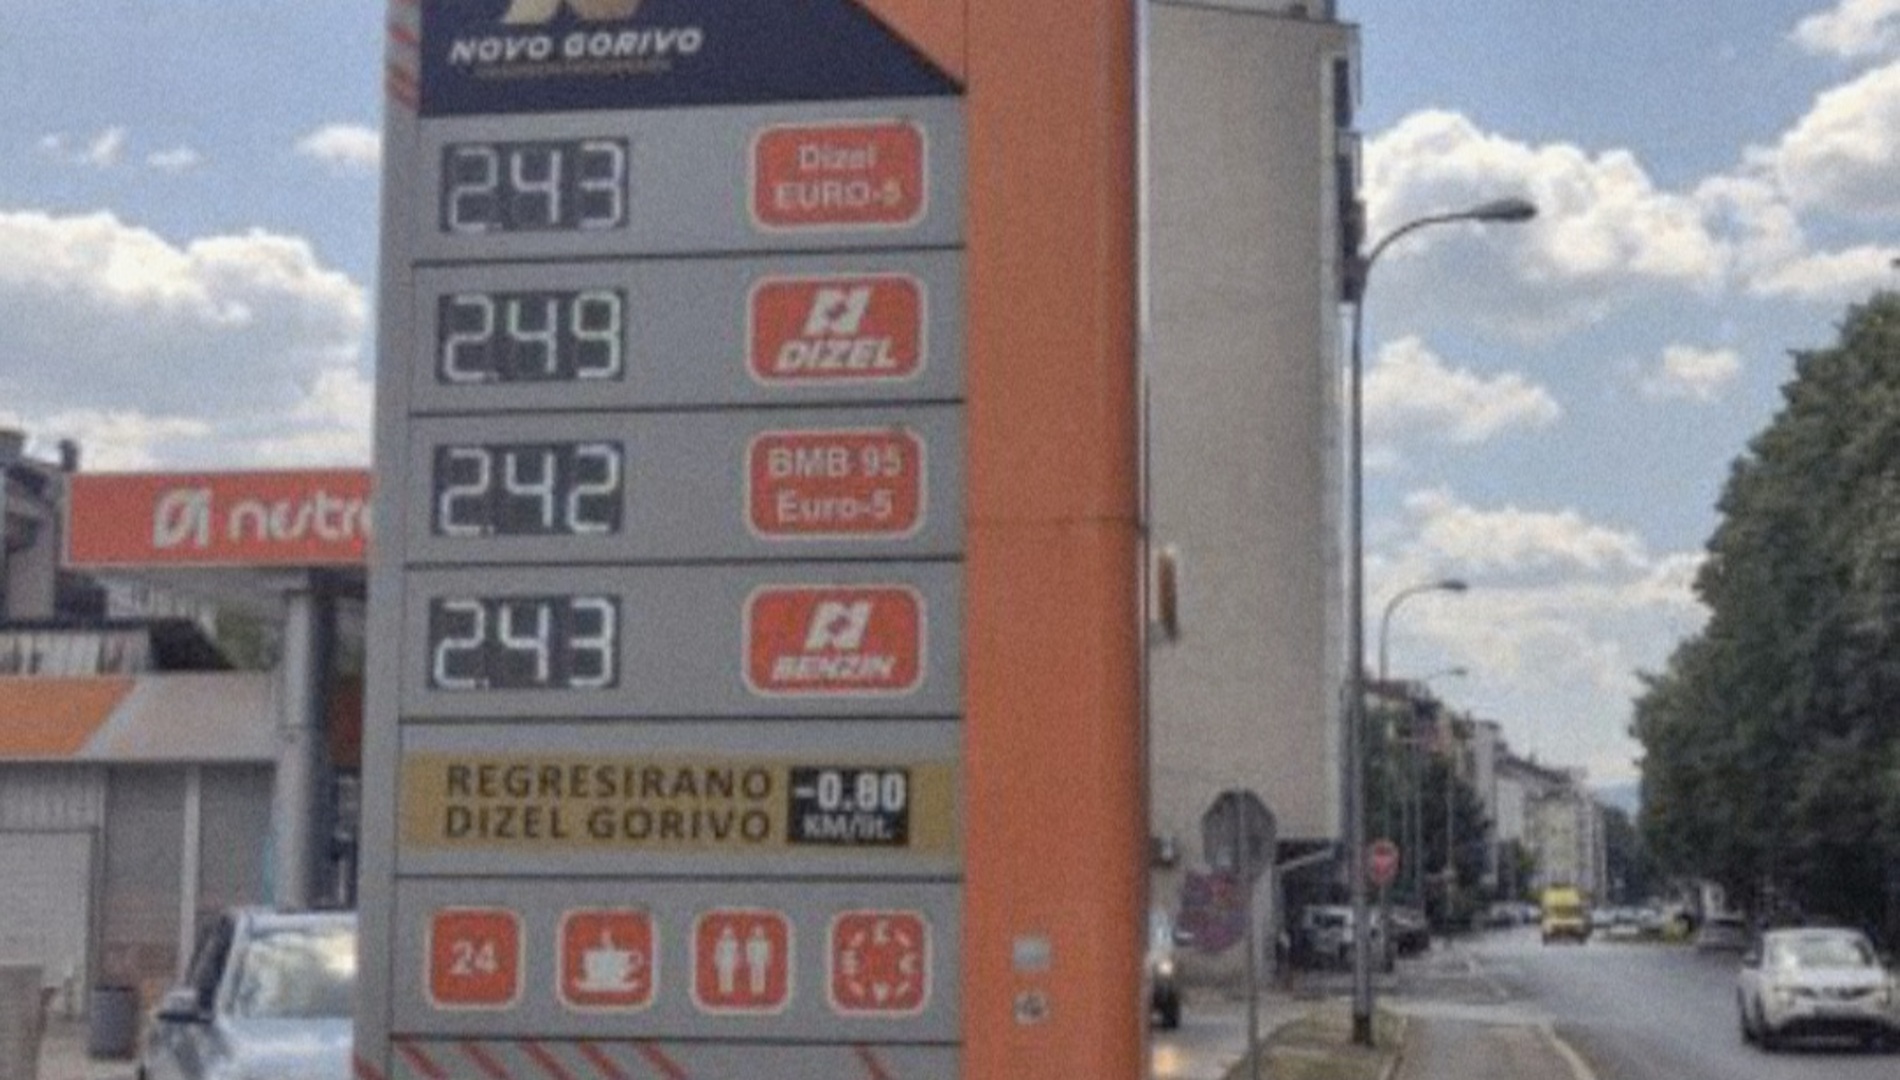 NOVO GORIVO
2.43
Dizel
EURO-5
2.49
DIZEL
2.42
BMB 95
Euro-5
2.43
BENZIN
REGRESIRANO
DIZEL GORIVO
-0.80
KM/lit.
24
nestro